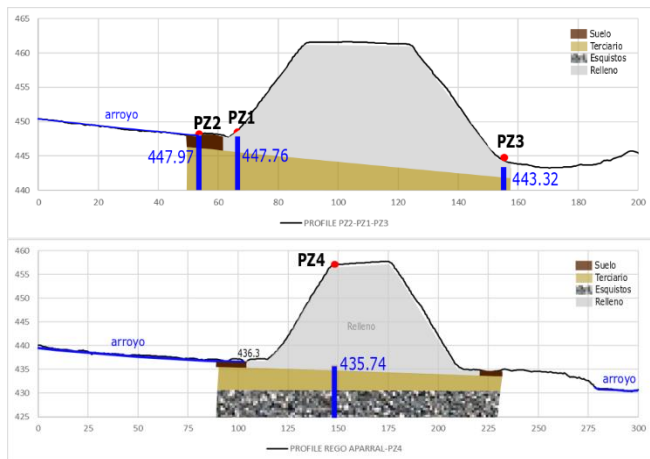 465
460
455
450
445
440
arroyo
PZ2
PZ1
PZ3
447.97
447.76
443.32
Suelo
Terciario
Esquistos
Relleno
0 20 40 60 80 100 120 140 160 180 200
PROFILE PZ2-PZ1-PZ3
460
455
450
445
440
435
430
425
PZ4
arroyo
436.3
Relleno
435.74
arroyo
Suelo
Terciario
Esquistos
Relleno
0 25 50 75 100 125 150 175 200 225 250 275 300
PROFILE REGO APARRAL-PZ4